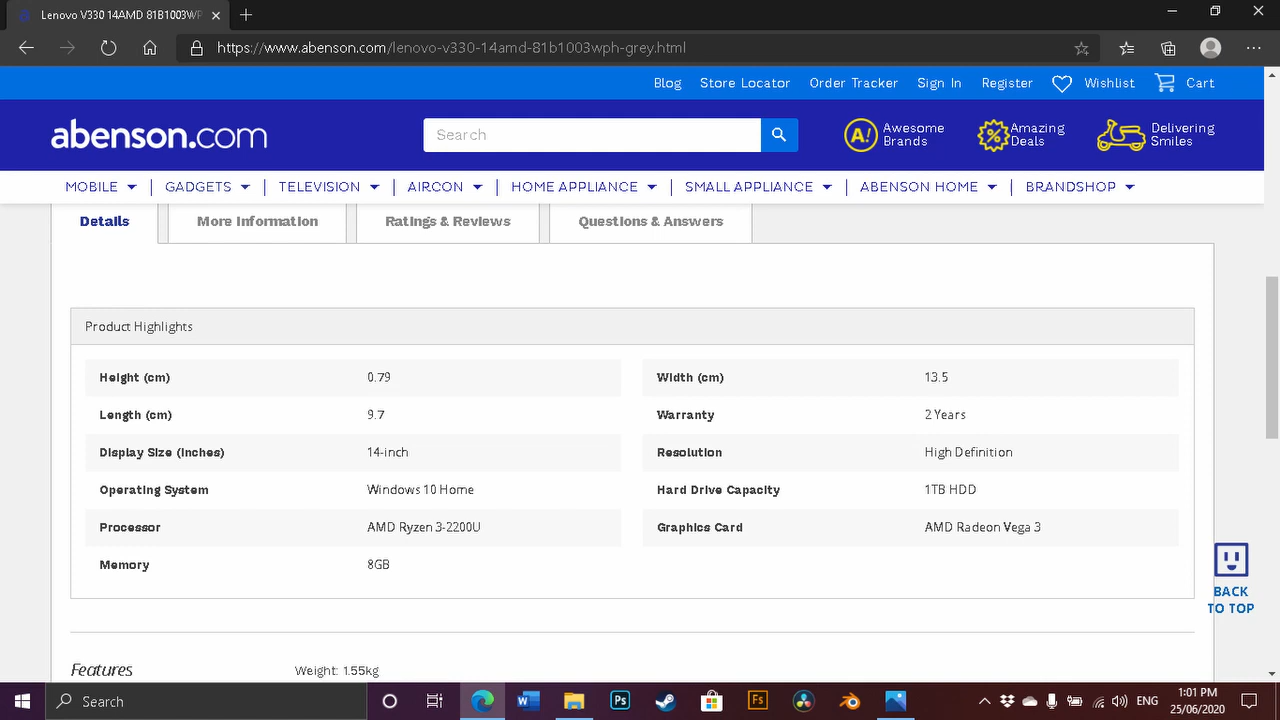 Lenovo V330 14AMD 81B1003WP
https://www.abenson.com/lenovo-v330-14amd-81b1003wph-grey.html
Blog Store Locator Order Tracker Sign In Register Wishlist Cart
abenson.com Search A! Awesome Brands % Amazing Deals Delivering Smiles
MOBILE GADGETS TELEVISION AIRCON HOME APPLIANCE SMALL APPLIANCE ABENSON HOME BRANDSHOP
Details More Information Ratings & Reviews Questions & Answers
Product Highlights
Height (cm) 0.79 Width (cm) 13.5
Length (cm) 9.7 Warranty 2 Years
Display Size (Inches) 14-inch Resolution High Definition
Operating System Windows 10 Home Hard Drive Capacity 1TB HDD
Processor AMD Ryzen 3-2200U Graphics Card AMD Radeon Vega 3
Memory 8GB
BACK
TO TOP
Features Weight: 1.55kg
Search W Ps Fs ENG 1:01 PM
25/06/2020